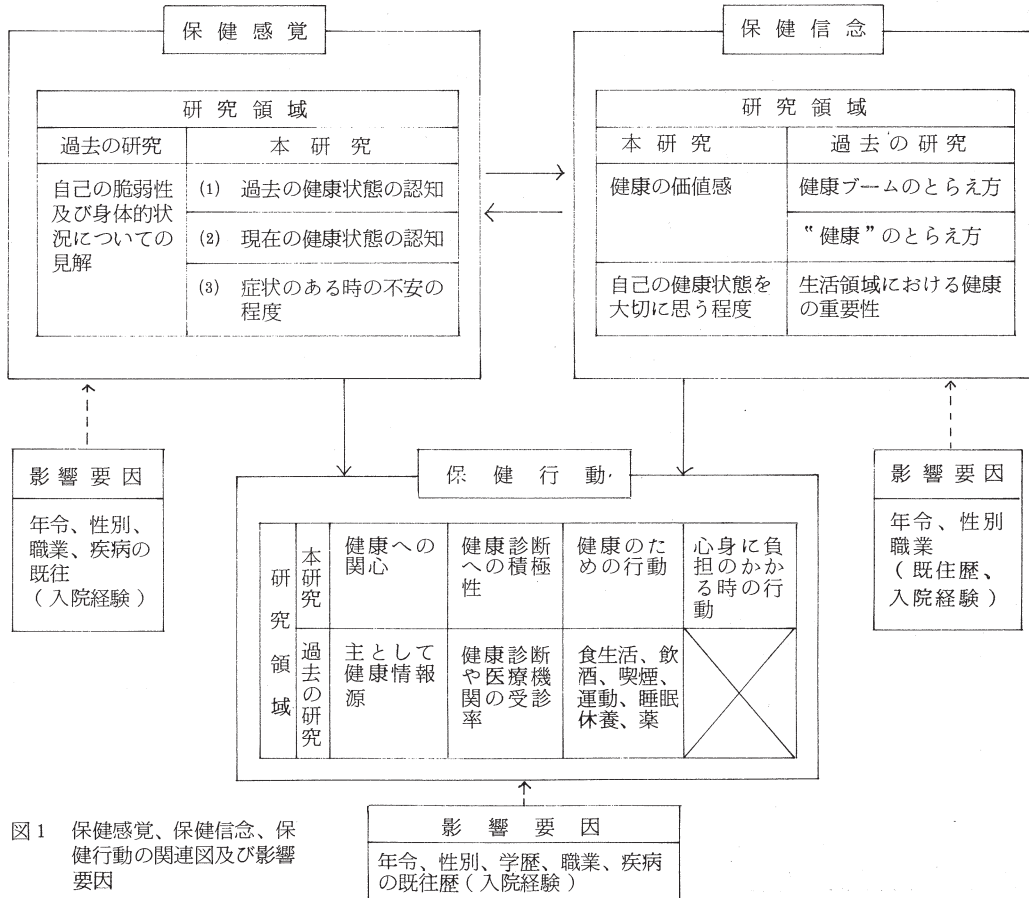 保健感覚
研究領域
過去の研究
本研究
自己の脆弱性
及び身体的状
況についての
見解
(1) 過去の健康状態の認知
(2) 現在の健康状態の認知
(3) 症状のある時の不安の
程度
保健信念
研究領域
本研究
過去の研究
健康の価値感
健康ブームのとらえ方
“健康”のとらえ方
自己の健康状態を
大切に思う程度
生活領域における健康
の重要性
影響要因
年令、性別、
職業、疾病の
既往
(入院経験)
保健行動
研究領域
本研究
健康への
関心
健康診断
への積極
性
健康のた
めの行動
心身に負
担のかか
る時の行
動
過去の研究
主として
健康情報
源
健康診断
や医療機
関の受診
率
食生活、飲
酒、喫煙、
運動、睡眠
休養、薬
影響要因
年令、性別
職業
(既往歴、
入院経験)
影響要因
年令、性別、学歴、職業、疾病
の既往歴(入院経験)
図1 保健感覚、保健信念、保
健行動の関連図及び影響
要因